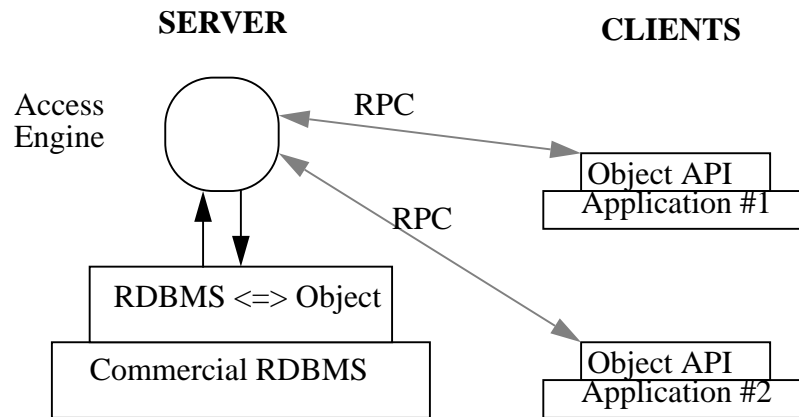 SERVER
CLIENTS
Access
Engine
RPC
RPC
Object API
Application #1
RDBMS <=> Object
Commercial RDBMS
Object API
Application #2